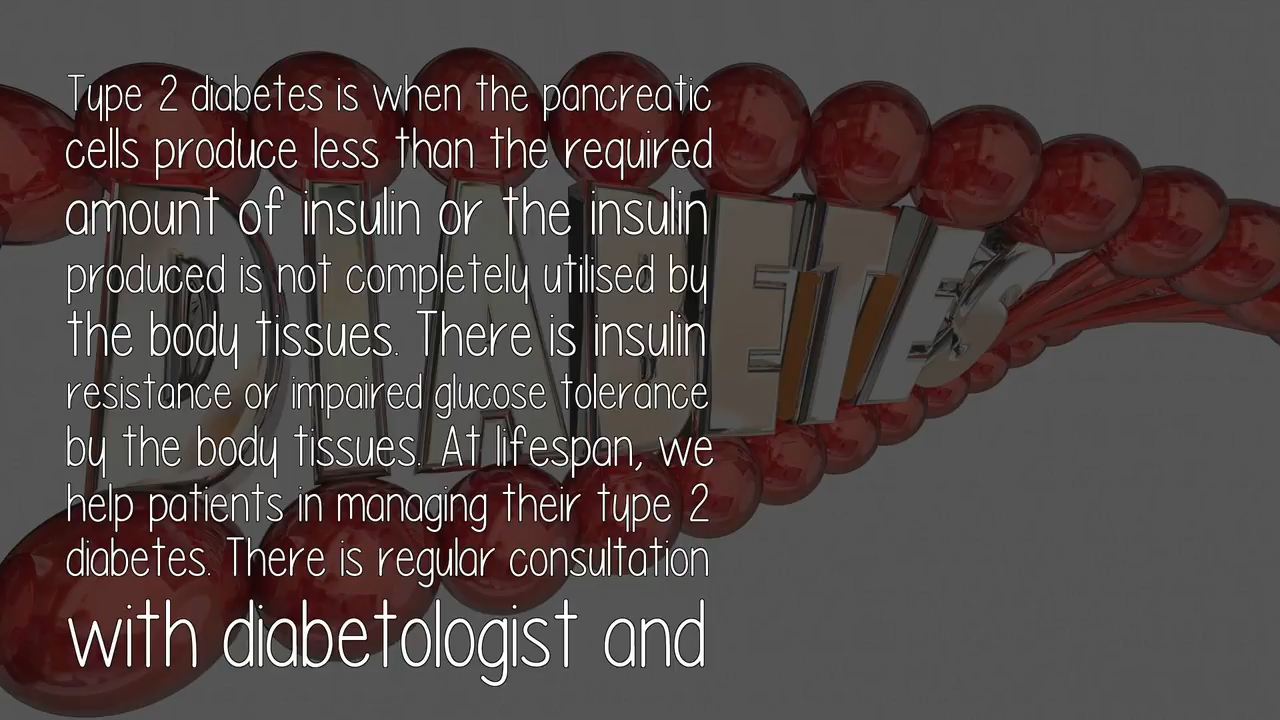 Type 2 diabetes is when the pancreatic
cells produce less than the required
amount of insulin or the insulin
produced is not completely utilised by
the body tissues. There is insulin
resistance or impaired glucose tolerance
by the body tissues. At lifespan, we
help patients in managing their type 2
diabetes. There is regular consultation
with diabetologist and
DIABETES